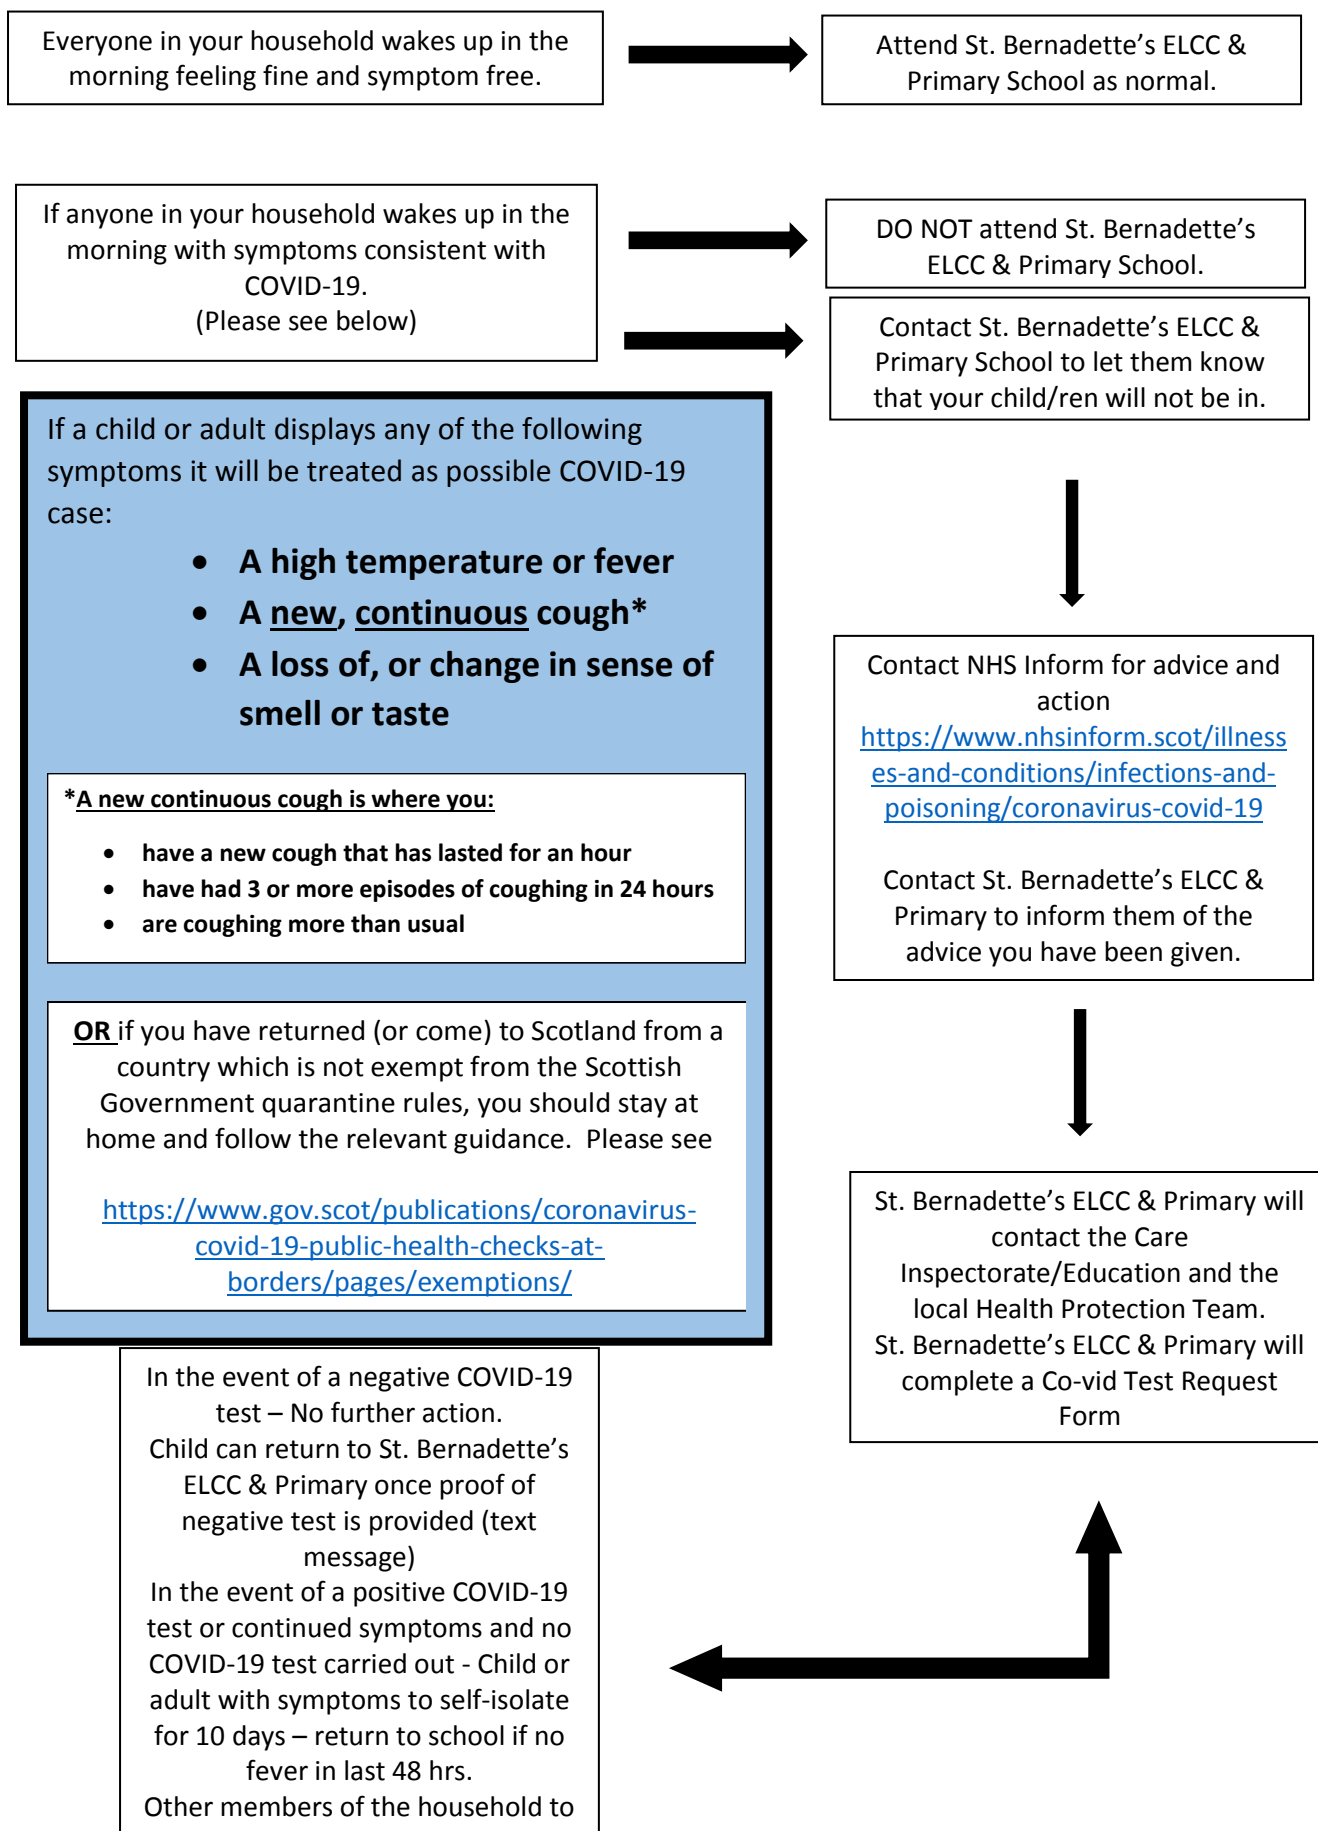 Everyone in your household wakes up in the
morning feeling fine and symptom free.
Attend St. Bernadette’s ELCC &
Primary School as normal.
If anyone in your household wakes up in the
morning with symptoms consistent with
COVID-19.
(Please see below)
DO NOT attend St. Bernadette’s
ELCC & Primary School.
Contact St. Bernadette’s ELCC &
Primary School to let them know
that your child/ren will not be in.
If a child or adult displays any of the following
symptoms it will be treated as possible COVID-19
case:
• A high temperature or fever
• A new, continuous cough*
• A loss of, or change in sense of
smell or taste
*A new continuous cough is where you:
• have a new cough that has lasted for an hour
• have had 3 or more episodes of coughing in 24 hours
• are coughing more than usual
OR if you have returned (or come) to Scotland from a
country which is not exempt from the Scottish
Government quarantine rules, you should stay at
home and follow the relevant guidance.  Please see
https://www.gov.scot/publications/coronavirus-
covid-19-public-health-checks-at-
borders/pages/exemptions/
Contact NHS Inform for advice and
action
https://www.nhsinform.scot/illness
es-and-conditions/infections-and-
poisoning/coronavirus-covid-19
Contact St. Bernadette’s ELCC &
Primary to inform them of the
advice you have been given.
St. Bernadette’s ELCC & Primary will
contact the Care
Inspectorate/Education and the
local Health Protection Team.
St. Bernadette’s ELCC & Primary will
complete a Co-vid Test Request
Form
In the event of a negative COVID-19
test – No further action.
Child can return to St. Bernadette’s
ELCC & Primary once proof of
negative test is provided (text
message)
In the event of a positive COVID-19
test or continued symptoms and no
COVID-19 test carried out - Child or
adult with symptoms to self-isolate
for 10 days – return to school if no
fever in last 48 hrs.
Other members of the household to